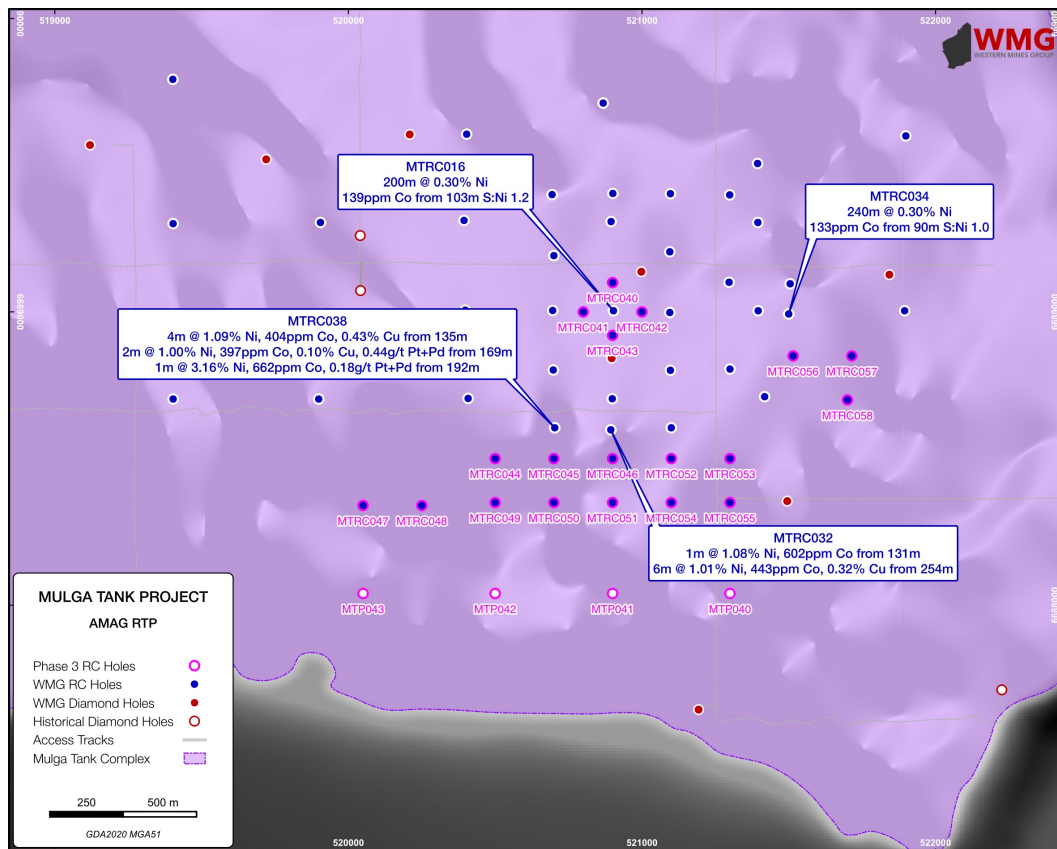 519000
520000
521000
522000
6690000
WMG
WESTERN MINES GROUP
MTRC016
200m @ 0.30% Ni
139ppm Co from 103m S:Ni 1.2
MTRC034
240m @ 0.30% Ni
133ppm Co from 90m S:Ni 1.0
MTRC040
MTRC041
MTRC042
MTRC043
6689000
6689000
MTRC038
4m @ 1.09% Ni, 404ppm Co, 0.43% Cu from 135m
2m @ 1.00% Ni, 397ppm Co, 0.10% Cu, 0.44g/t Pt+Pd from 169m
1m @ 3.16% Ni, 662ppm Co, 0.18g/t Pt+Pd from 192m
MTRC056
MTRC057
MTRC058
MTRC044
MTRC045
MTRC046
MTRC052
MTRC053
MTRC047
MTRC048
MTRC049
MTRC050
MTRC051
MTRC054
MTRC055
MTRC032
1m @ 1.08% Ni, 602ppm Co from 131m
6m @ 1.01% Ni, 443ppm Co, 0.32% Cu from 254m
MTP043
MTP042
MTP041
MTP040
6688000
MULGA TANK PROJECT
AMAG RTP
Phase 3 RC Holes
WMG RC Holes
WMG Diamond Holes
Historical Diamond Holes
Access Tracks
Mulga Tank Complex
250
500 m
GDA2020 MGA51
520000
521000
522000